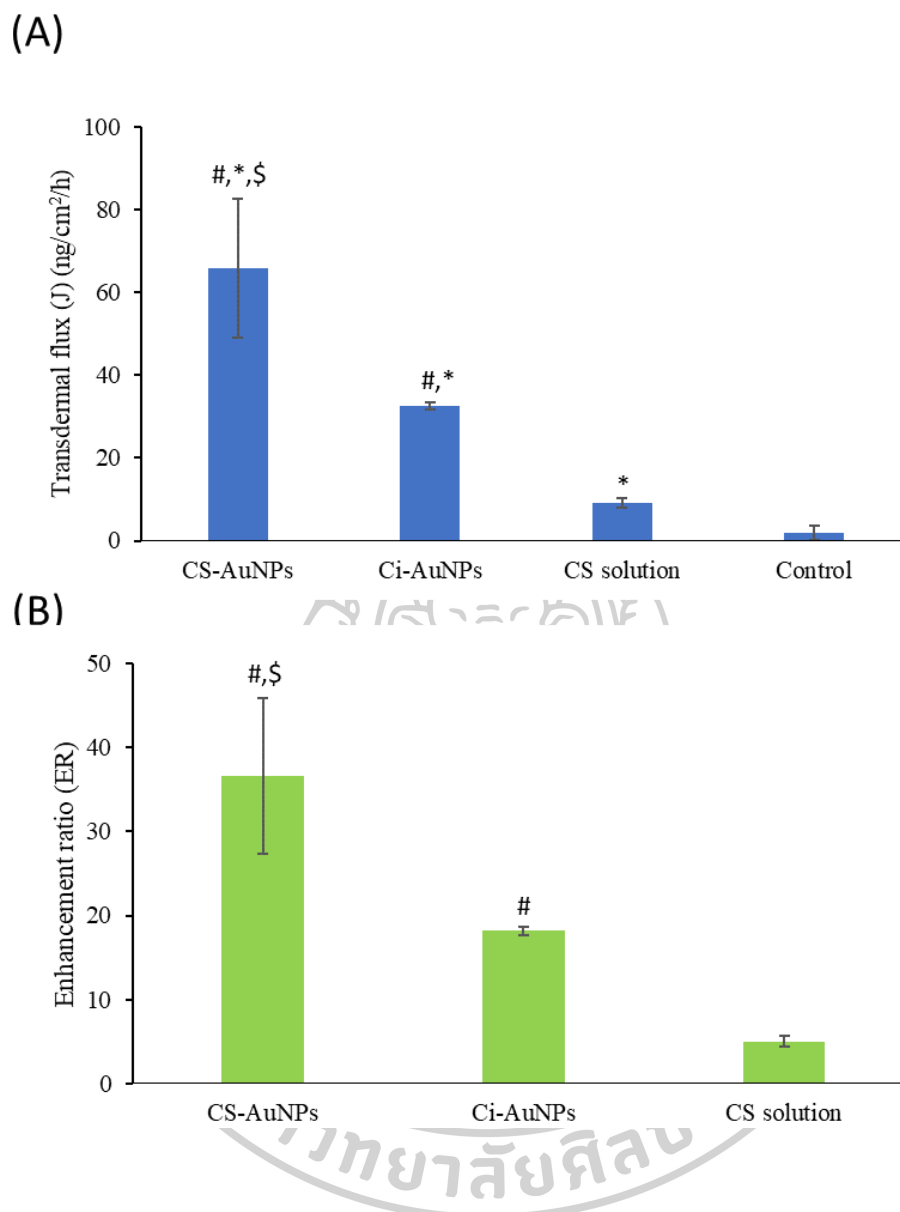 (A)
Transdermal flux (J) (ng/cm²/h)
100
80
60
40
20
0
#,*,$
#,*
*
CS-AuNPs Ci-AuNPs CS solution Control
(B)
Enhancement ratio (ER)
50
40
30
20
10
0
#,$
#
CS-AuNPs Ci-AuNPs CS solution